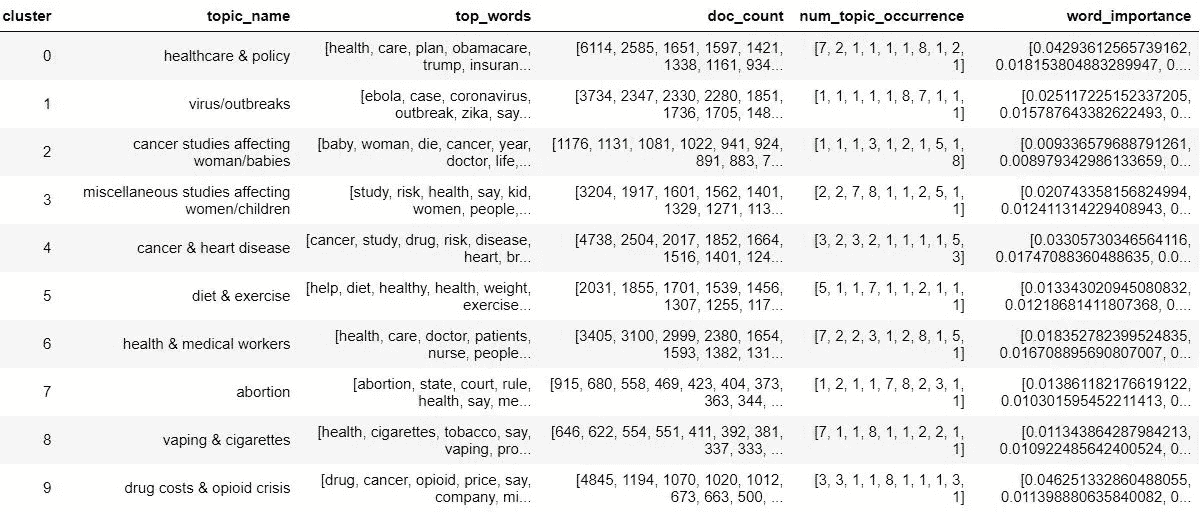 cluster topic_name top_words doc_count num_topic_occurrence word_importance
0 healthcare & policy [health, care, plan, obamacare, trump, insuran... [6114, 2585, 1651, 1597, 1421, 1338, 1161, 934... [7, 2, 1, 1, 1, 1, 8, 1, 2, 1] [0.04293612565739162, 0.018153804883289947, 0....
1 virus/outbreaks [ebola, case, coronavirus, outbreak, zika, say... [3734, 2347, 2330, 2280, 1851, 1736, 1705, 148... [1, 1, 1, 1, 1, 8, 7, 1, 1, 1] [0.025117225152337205, 0.015787643382622493, 0...
2 cancer studies affecting woman/babies [baby, woman, die, cancer, year, doctor, life,... [1176, 1131, 1081, 1022, 941, 924, 891, 883, 7... [1, 1, 1, 3, 1, 2, 1, 5, 1, 8] [0.009336579688791261, 0.008979342986133659, 0...
3 miscellaneous studies affecting women/children [study, risk, health, say, kid, women, people,... [3204, 1917, 1601, 1562, 1401, 1329, 1271, 113... [2, 2, 7, 8, 1, 1, 2, 5, 1, 1] [0.020743358156824994, 0.012411314229408943, 0...
4 cancer & heart disease [cancer, study, drug, risk, disease, heart, br... [4738, 2504, 2017, 1852, 1664, 1516, 1401, 124... [3, 2, 3, 2, 1, 1, 1, 1, 5, 3] [0.03305730346564116, 0.01747088360488635, 0.0...
5 diet & exercise [help, diet, healthy, health, weight, exercise... [2031, 1855, 1701, 1539, 1456, 1307, 1255, 117... [5, 1, 1, 7, 1, 1, 2, 1, 1, 1] [0.013343020945080832, 0.01218681411807368, 0....
6 health & medical workers [health, care, doctor, patients, nurse, people... [3405, 3100, 2999, 2380, 1654, 1593, 1382, 131... [7, 2, 2, 3, 1, 2, 8, 1, 5, 1] [0.018352782399524835, 0.016708895690807007, 0...
7 abortion [abortion, state, court, rule, health, say, me... [915, 680, 558, 469, 423, 404, 373, 363, 344, ... [1, 2, 1, 1, 7, 8, 2, 3, 1, 1] [0.013861182176619122, 0.010301595452211413, 0...
8 vaping & cigarettes [health, cigarettes, tobacco, say, vaping, pro... [646, 622, 554, 551, 411, 392, 381, 337, 333, ... [7, 1, 1, 8, 1, 1, 2, 2, 1, 1] [0.011343864287984213, 0.010922485642400524, 0...
9 drug costs & opioid crisis [drug, cancer, opioid, price, say, company, mi... [4845, 1194, 1070, 1020, 1012, 673, 663, 500, ... [3, 3, 1, 1, 8, 1, 1, 1, 3, 1] [0.046251332860488055, 0.011398880635840082, 0...